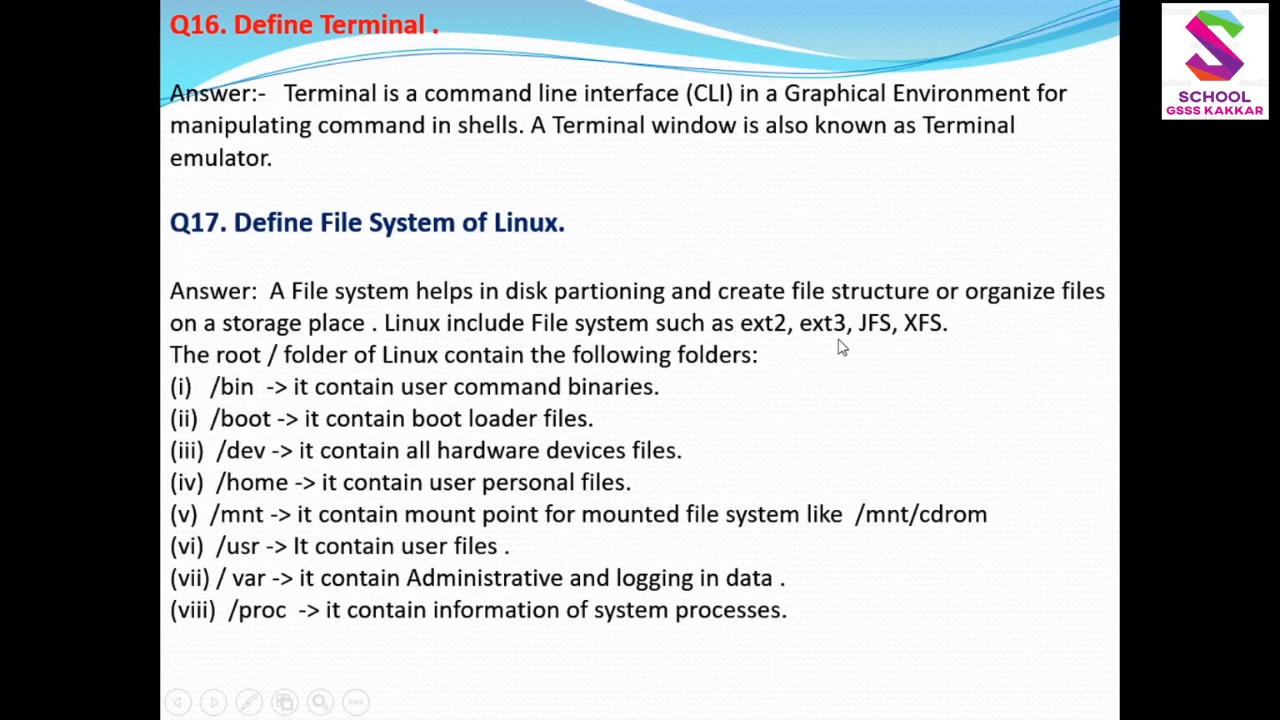 Q16. Define Terminal .
SCHOOL
GSSS KAKKAR
Answer:- Terminal is a command line interface (CLI) in a Graphical Environment for
manipulating command in shells. A Terminal window is also known as Terminal
emulator.
Q17. Define File System of Linux.
Answer: A File system helps in disk partioning and create file structure or organize files
on a storage place . Linux include File system such as ext2, ext3, JFS, XFS.
The root / folder of Linux contain the following folders:
(i) /bin -> it contain user command binaries.
(ii) /boot -> it contain boot loader files.
(iii) /dev -> it contain all hardware devices files.
(iv) /home -> it contain user personal files.
(v) /mnt -> it contain mount point for mounted file system like /mnt/cdrom
(vi) /usr -> It contain user files .
(vii) / var -> it contain Administrative and logging in data .
(viii) /proc -> it contain information of system processes.